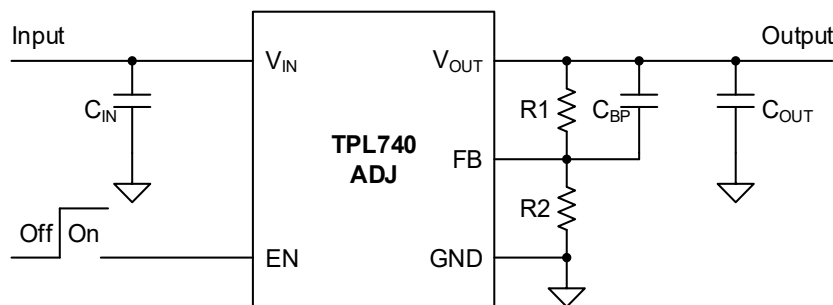 Input
Output
V_IN
V_OUT
C_IN
R1
C_BP
C_OUT
TPL740
ADJ
FB
R2
Off
On
EN
GND